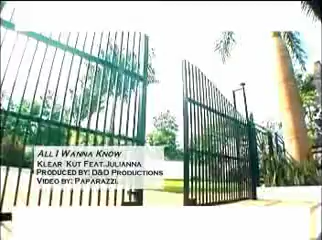 All I Wanna Know
Klear Kut Feat.Julianna
Produced by: D&D Productions
Video by: Paparazzi.